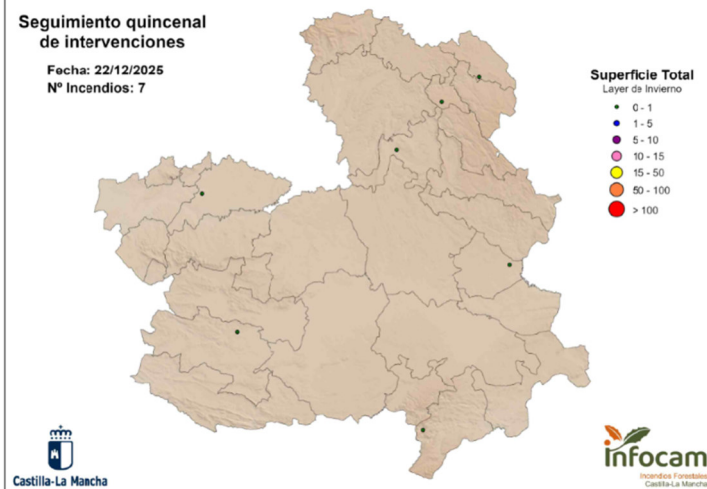 Seguimiento quincenal
de intervenciones
Fecha: 22/12/2025
Nº Incendios: 7
Superficie Total
Layer de Invierno
0 - 1
1 - 5
5 - 10
10 - 15
15 - 50
50 - 100
> 100
Castilla-La Mancha
infocam
Incendios Forestales
Castilla-La Mancha